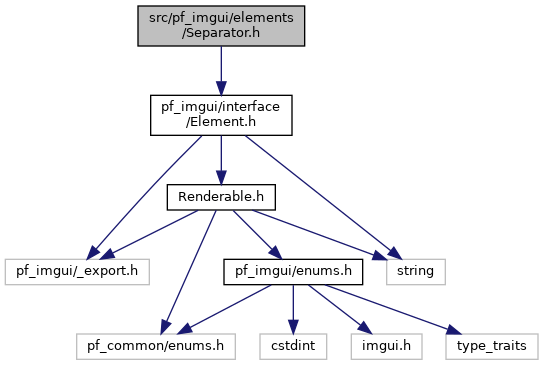 src/pf_imgui/elements
/Separator.h
pf_imgui/interface
/Element.h
Renderable.h
pf_imgui/_export.h
pf_imgui/enums.h
string
pf_common/enums.h
cstdint
imgui.h
type_traits